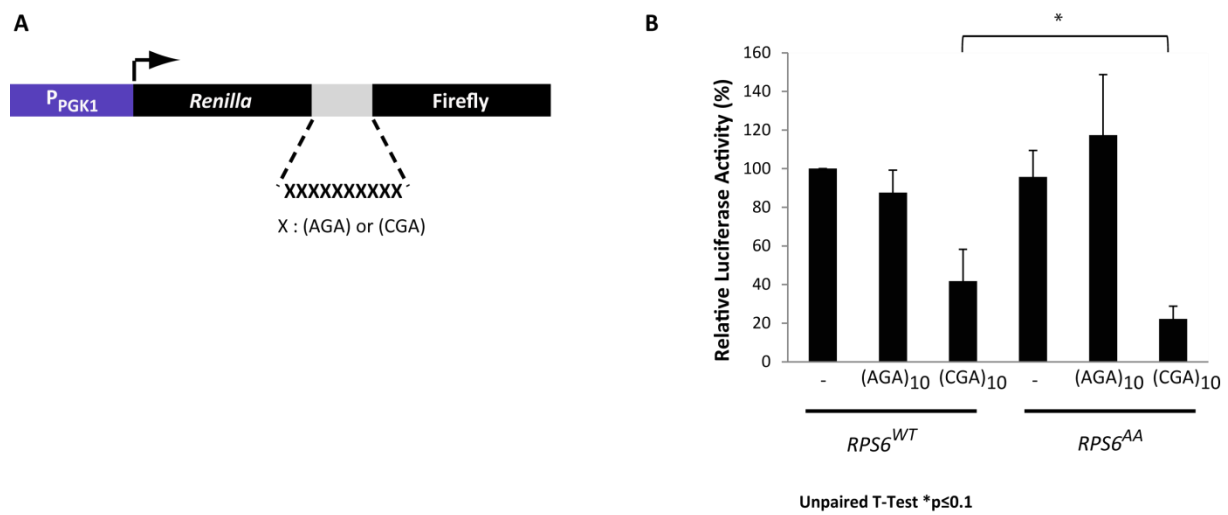 A
P PGK1
Renilla
Firefly
`XXXXXXXXXX´
X : (AGA) or (CGA)
B
*
Relative Luciferase Activity (%)
160
140
120
100
80
60
40
20
0
-
(AGA)10
(CGA)10
-
(AGA)10
(CGA)10
RPS6^WT
RPS6^AA
Unpaired T-Test *p≤0.1